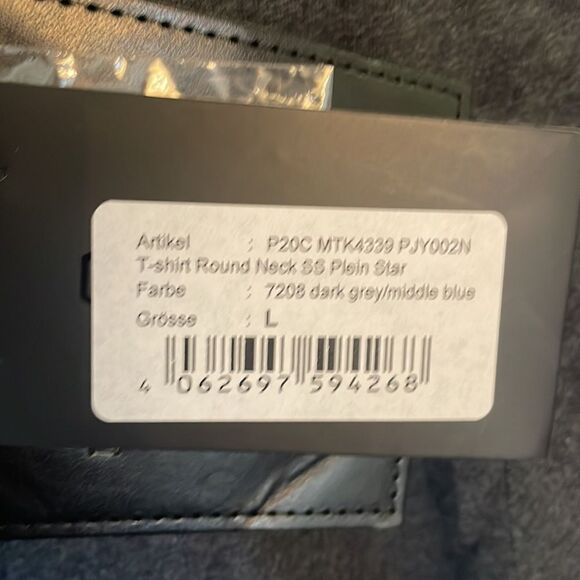 Artikel : P20C MTK4339 PJY002N
T-shirt Round Neck SS Plein Star
Farbe : 7208 dark grey/middle blue
Grösse : L
4 062697 594268